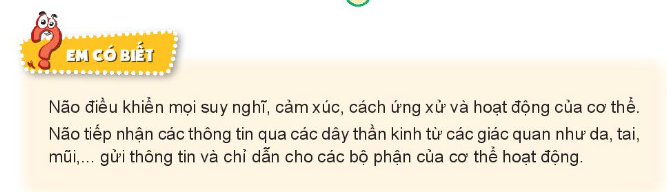 EM CÓ BIẾT
Não điều khiển mọi suy nghĩ, cảm xúc, cách ứng xử và hoạt động của cơ thể.
Não tiếp nhận các thông tin qua các dây thần kinh từ các giác quan như da, tai,
mũi,... gửi thông tin và chỉ dẫn cho các bộ phận của cơ thể hoạt động.